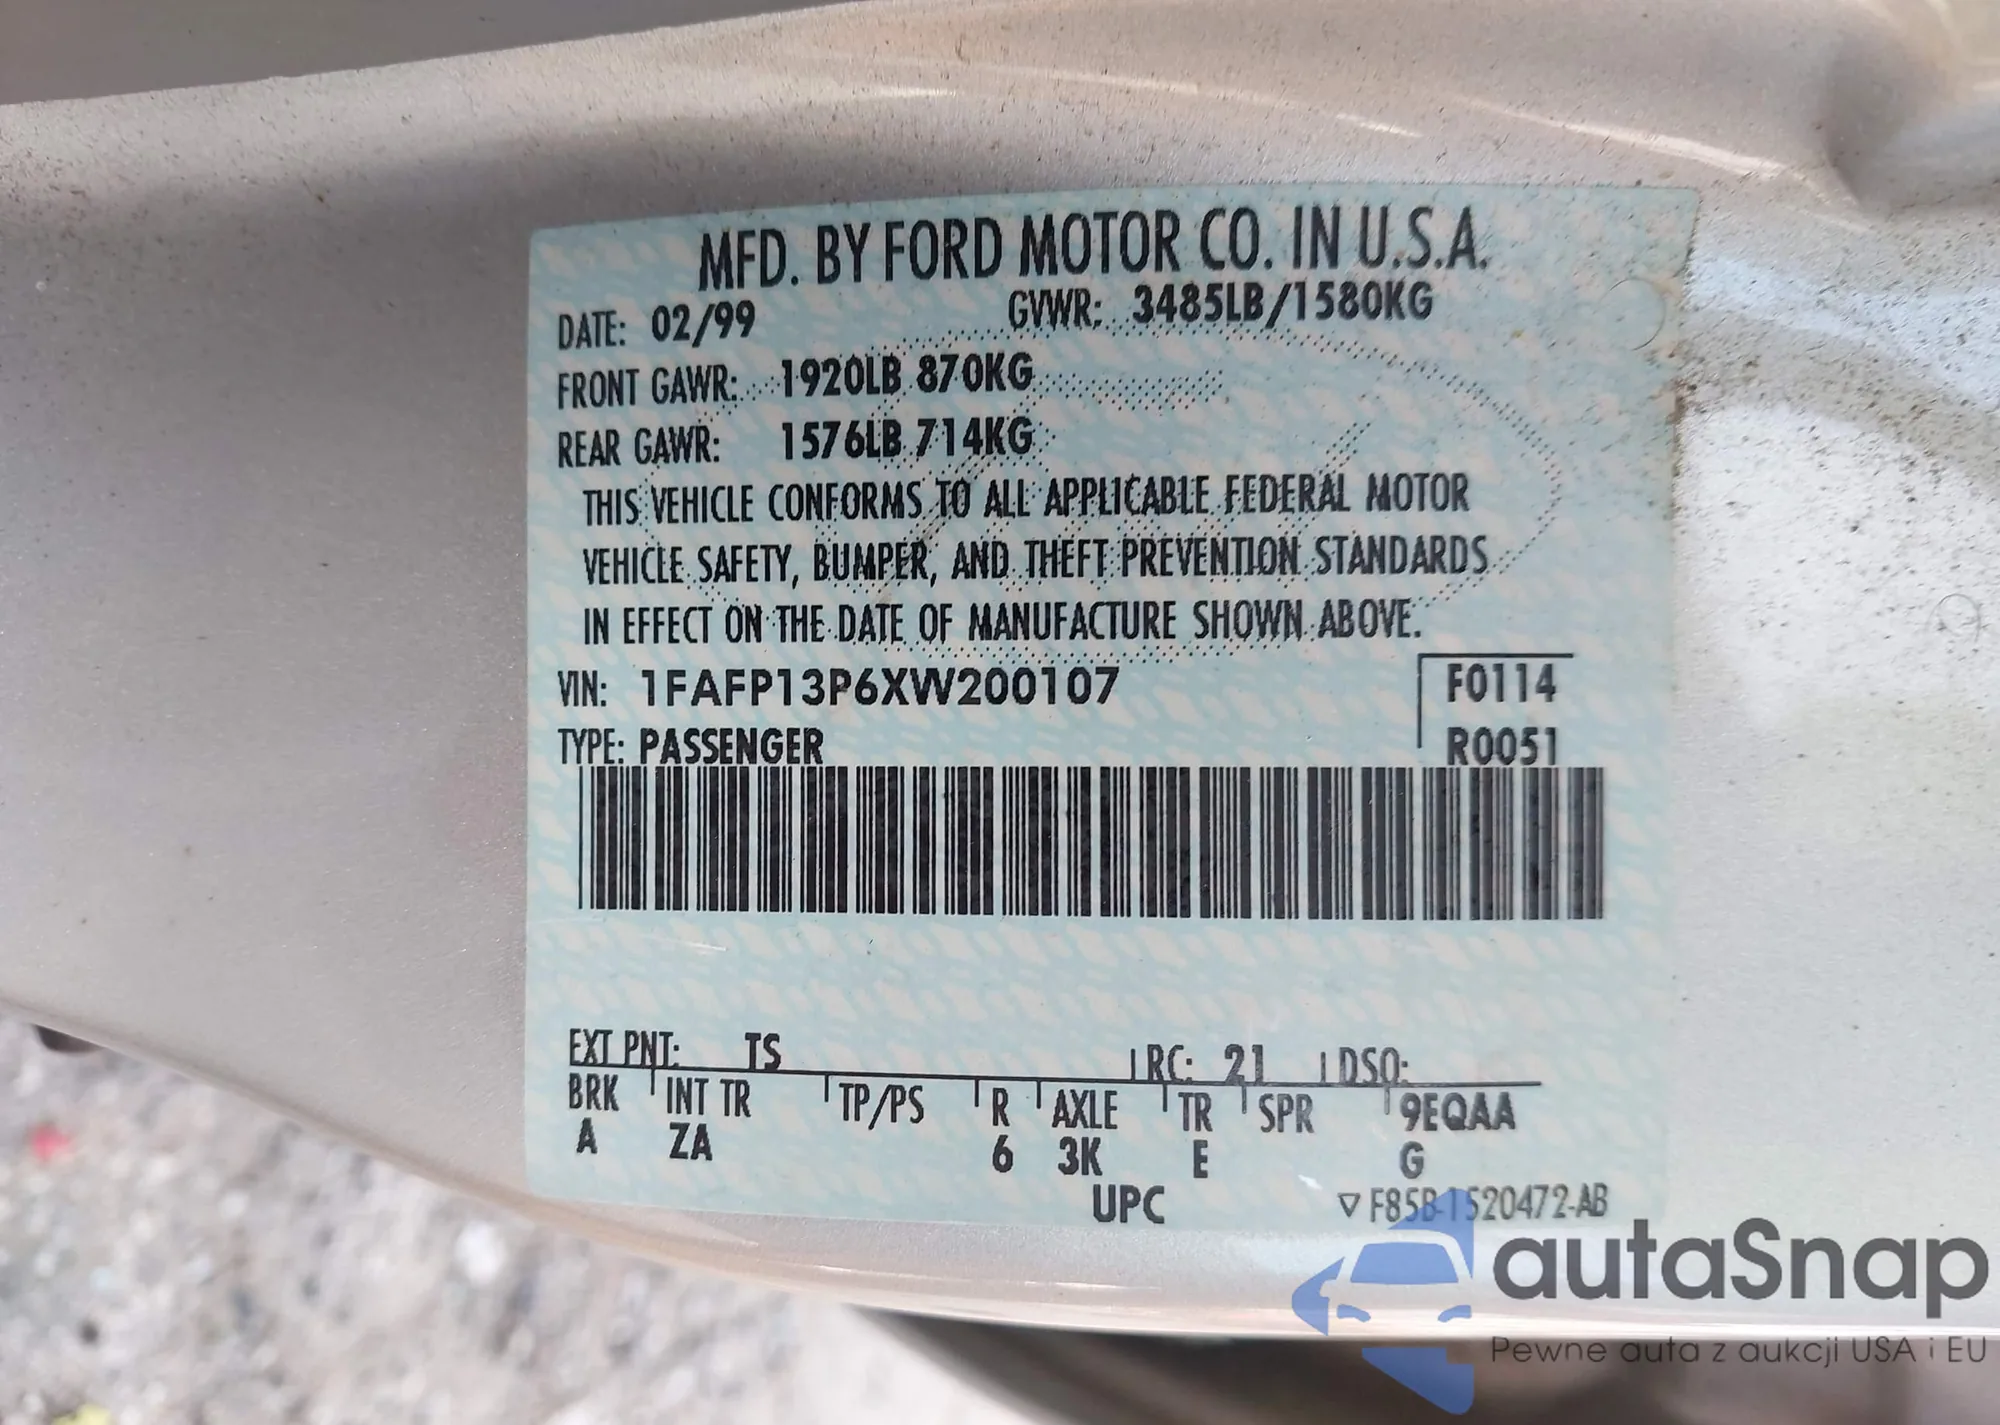 MFD. BY FORD MOTOR CO. IN U.S.A.
DATE: 02/99 GVWR: 3485LB/1580KG
FRONT GAWR: 1920LB 870KG
REAR GAWR: 1576LB 714KG
THIS VEHICLE CONFORMS TO ALL APPLICABLE FEDERAL MOTOR
VEHICLE SAFETY, BUMPER, AND THEFT PREVENTION STANDARDS
IN EFFECT ON THE DATE OF MANUFACTURE SHOWN ABOVE.
VIN: 1FAFP13P6XW200107 F0114
TYPE: PASSENGER R0051
EXT PNT: TS RC: 21 DSO:
BRK INT TR TP/PS R AXLE TR SPR 9EQAA
A ZA 6 3K E G
UPC ▽ F85B-1520472-AB
autaSnap
Pewne auta z aukcji USA i EU